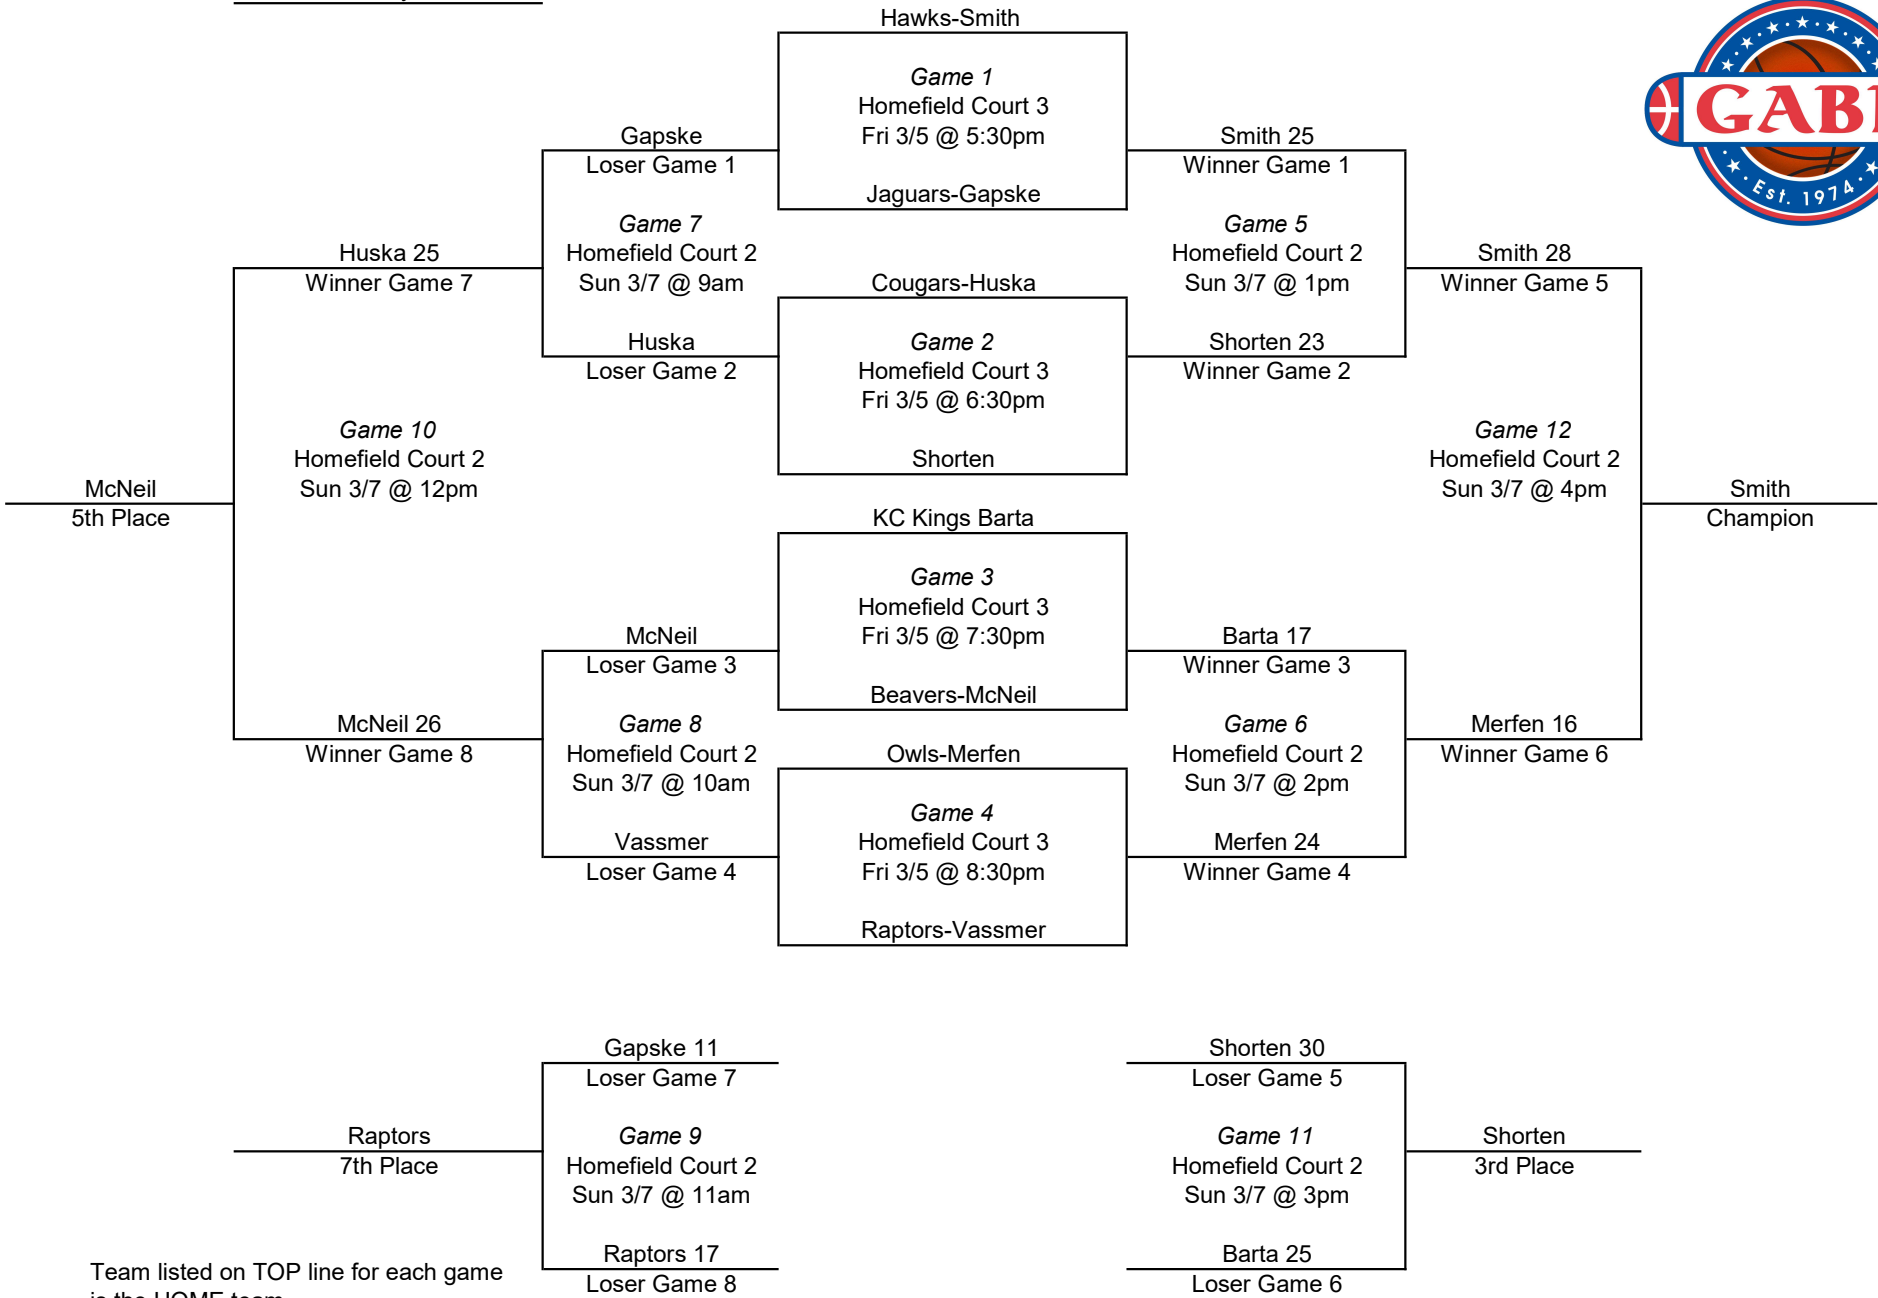 Hawks-Smith
Game 1
Homefield Court 3
Fri 3/5 @ 5:30pm
Jaguars-Gapske
Gapske
Loser Game 1
Smith 25
Winner Game 1
Game 7
Homefield Court 2
Sun 3/7 @ 9am
Game 5
Homefield Court 2
Sun 3/7 @ 1pm
Huska 25
Winner Game 7
Smith 28
Winner Game 5
Cougars-Huska
Game 2
Homefield Court 3
Fri 3/5 @ 6:30pm
Shorten
Huska
Loser Game 2
Shorten 23
Winner Game 2
Game 10
Homefield Court 2
Sun 3/7 @ 12pm
Game 12
Homefield Court 2
Sun 3/7 @ 4pm
McNeil
5th Place
Smith
Champion
KC Kings Barta
Game 3
Homefield Court 3
Fri 3/5 @ 7:30pm
Beavers-McNeil
McNeil
Loser Game 3
Barta 17
Winner Game 3
Game 8
Homefield Court 2
Sun 3/7 @ 10am
Game 6
Homefield Court 2
Sun 3/7 @ 2pm
McNeil 26
Winner Game 8
Merfen 16
Winner Game 6
Owls-Merfen
Game 4
Homefield Court 3
Fri 3/5 @ 8:30pm
Raptors-Vassmer
Vassmer
Loser Game 4
Merfen 24
Winner Game 4
Gapske 11
Loser Game 7
Shorten 30
Loser Game 5
Raptors
7th Place
Game 9
Homefield Court 2
Sun 3/7 @ 11am
Game 11
Homefield Court 2
Sun 3/7 @ 3pm
Shorten
3rd Place
Raptors 17
Loser Game 8
Barta 25
Loser Game 6
Team listed on TOP line for each game
is the HOME team
GAB
Est. 1974